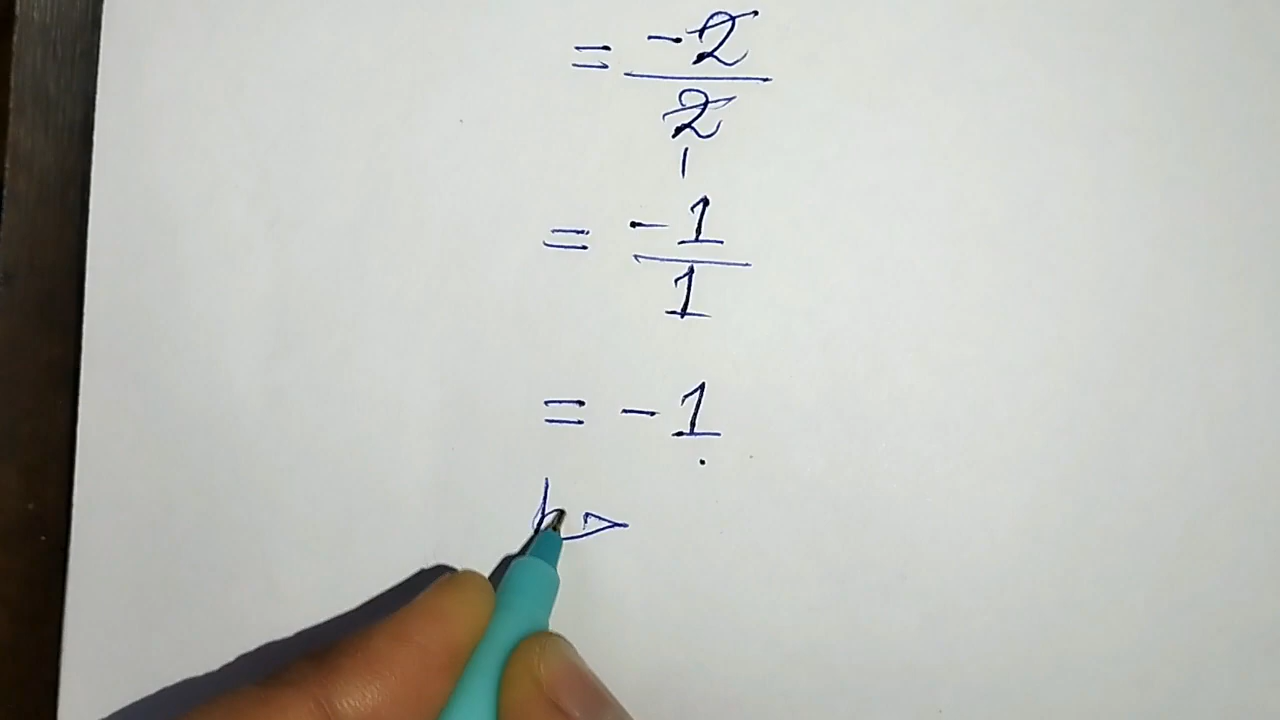 = -2/2
1
= -1/1
= -1